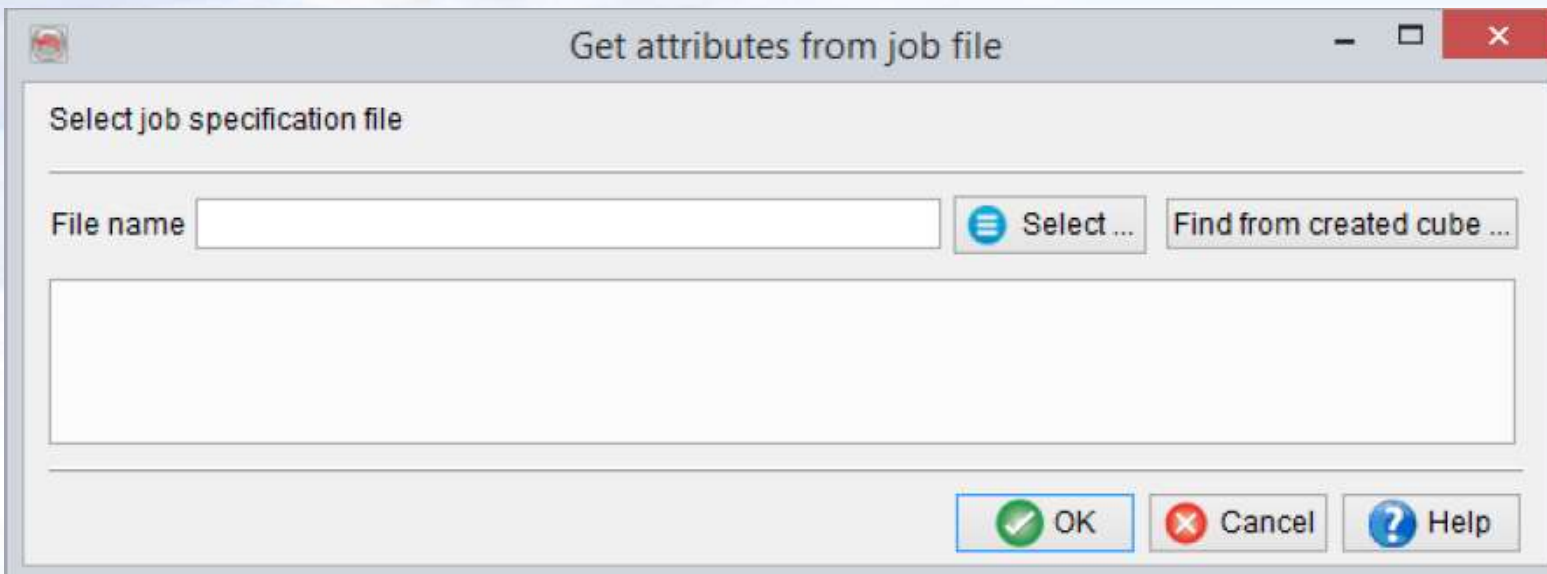 Get attributes from job file
Select job specification file
File name Select ... Find from created cube ...
OK Cancel Help